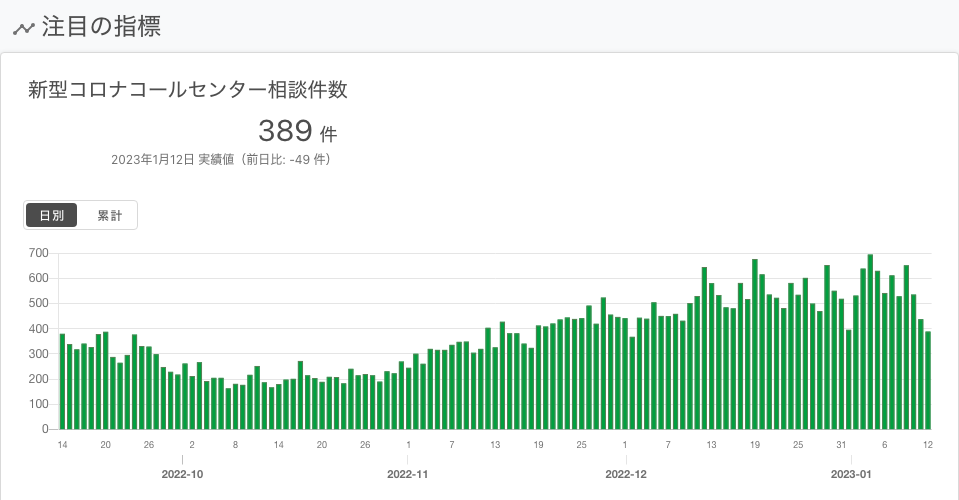 注目の指標
新型コロナコールセンター相談件数
389 件
2023年1月12日 実績値（前日比: -49 件）
日別 累計
700
600
500
400
300
200
100
0
14 20 26 2 8 14 20 26 1 7 13 19 25 1 7 13 19 25 31 6 12
2022-10 2022-11 2022-12 2023-01